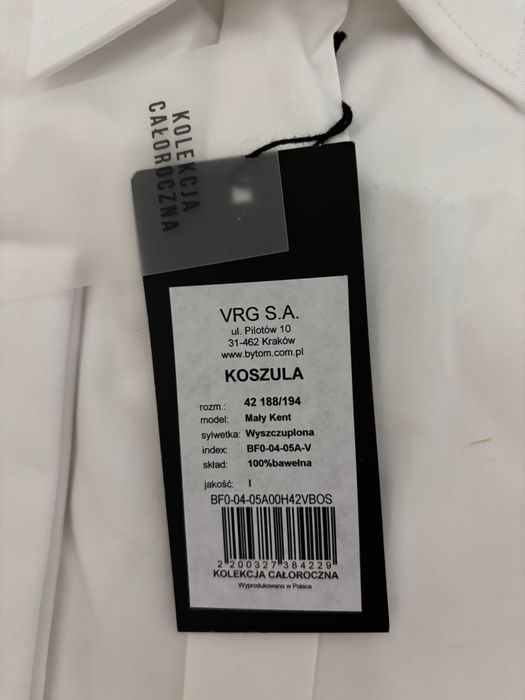 KOLEKCJA
CAŁOROCZNA
VRG S.A.
ul. Pilotów 10
31-462 Kraków
www.bytom.com.pl
KOSZULA
rozm.: 42 188/194
model: Mały Kent
sylwetka: Wyszczuplona
index: BF0-04-05A-V
skład: 100%bawełna
jakość: I
BF0-04-05A00H42VBOS
2 200327 384229
KOLEKCJA CAŁOROCZNA
Wyprodukowano w Polsce